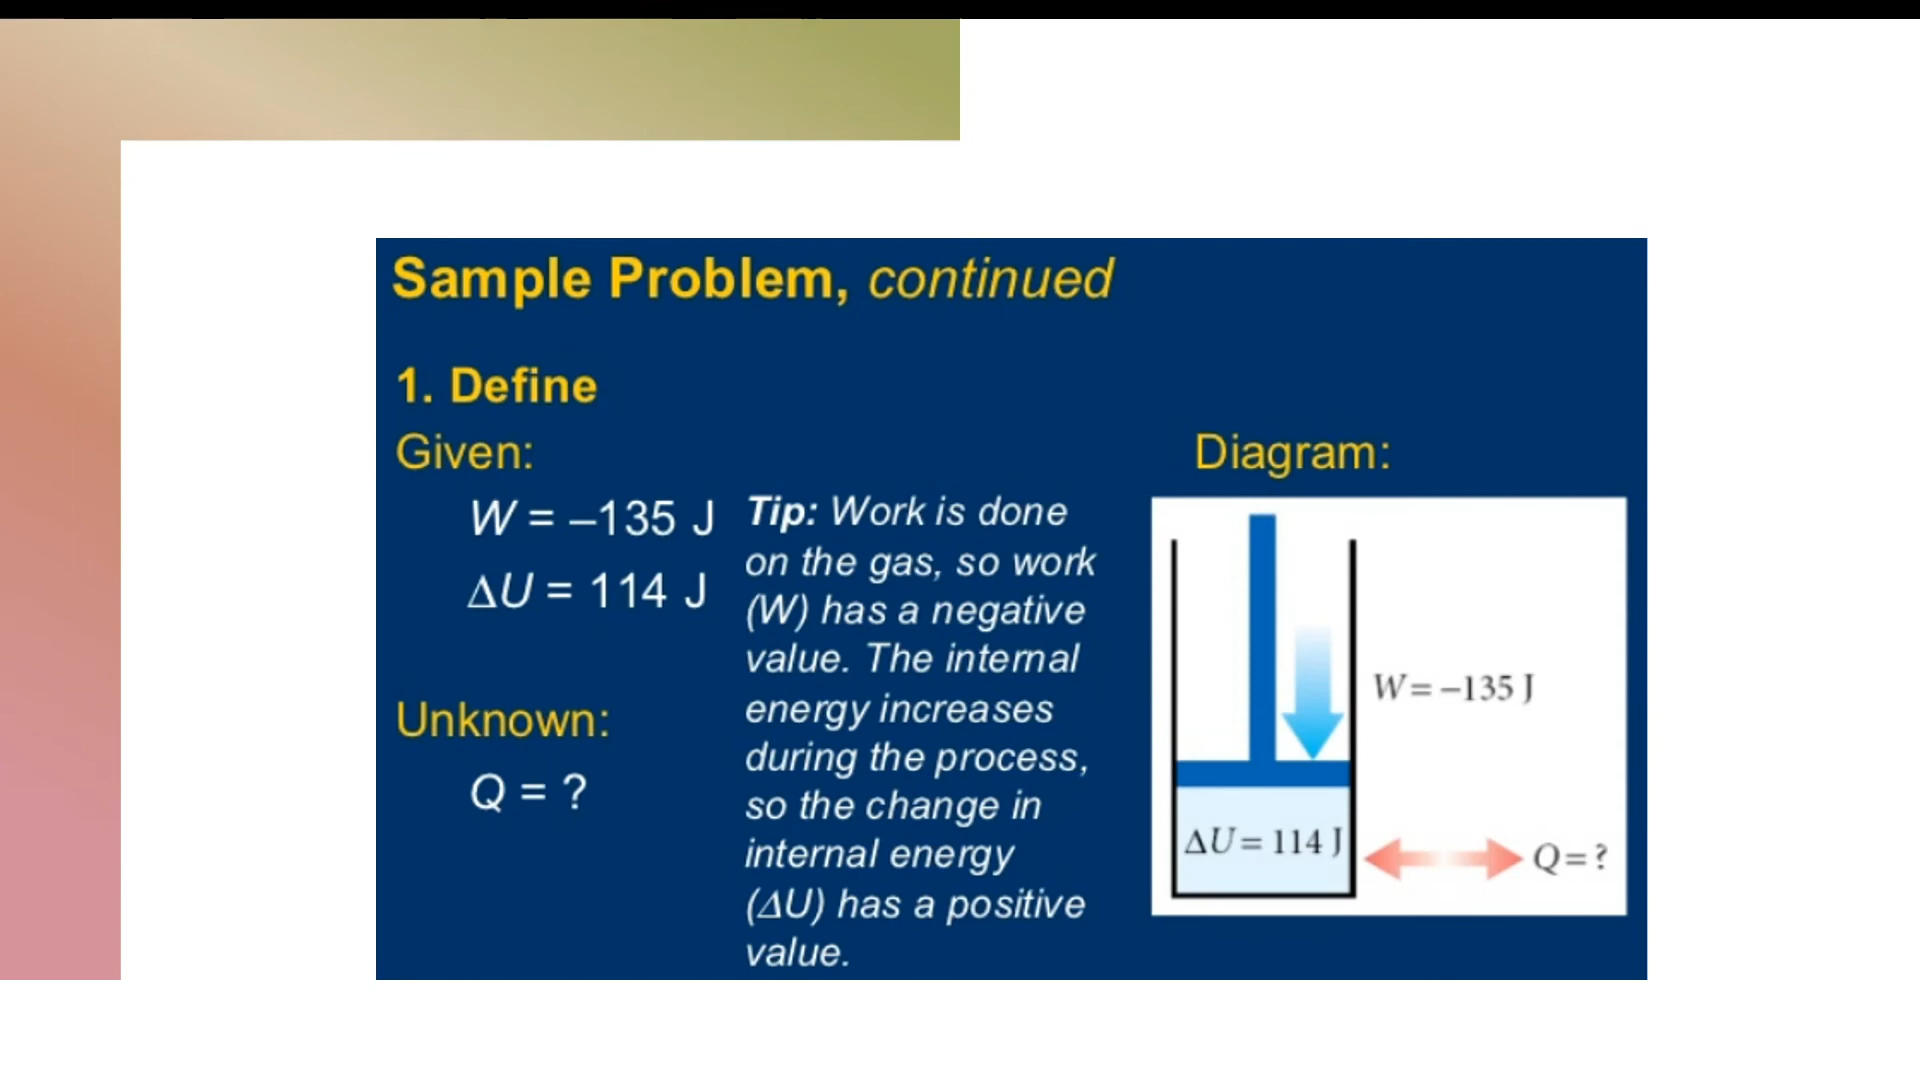 Sample Problem, continued
1. Define
Given:
W = –135 J
ΔU = 114 J
Unknown:
Q = ?
Tip: Work is done
on the gas, so work
(W) has a negative
value. The internal
energy increases
during the process,
so the change in
internal energy
(ΔU) has a positive
value.
Diagram:
W = –135 J
ΔU = 114 J
Q = ?